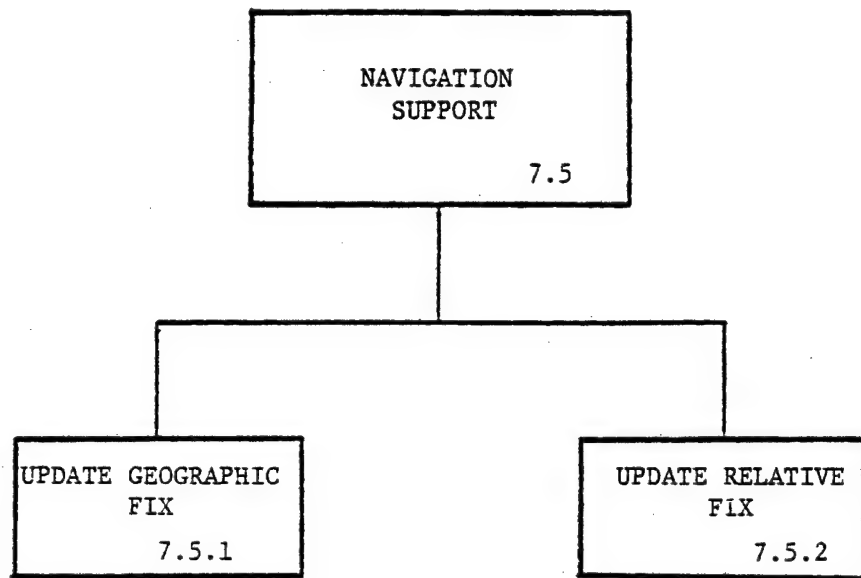 NAVIGATION
SUPPORT
7.5
UPDATE GEOGRAPHIC
FIX
7.5.1
UPDATE RELATIVE
FIX
7.5.2